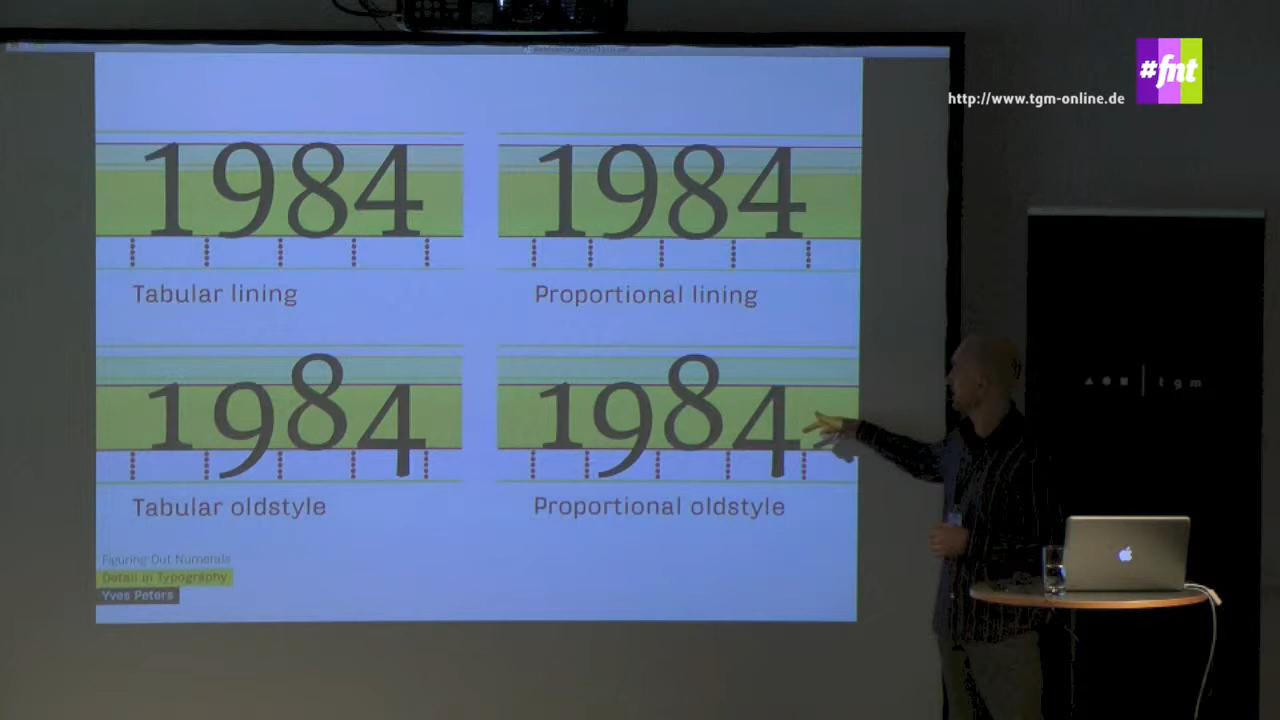 #fnt
http://www.tgm-online.de
1984
1984
Tabular lining
Proportional lining
1984
1984
Tabular oldstyle
Proportional oldstyle
Figuring Out Numerals
Detail in Typography
Yves Peters
tgm